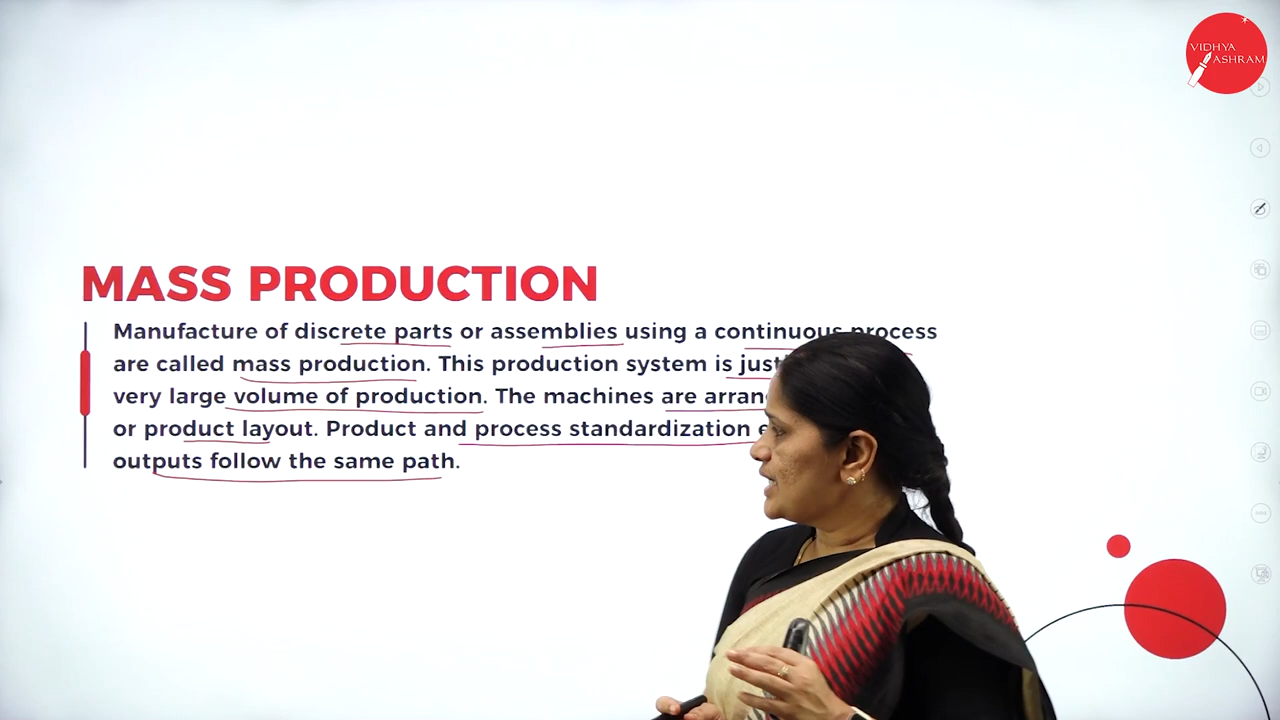 VIDHYA
ASHRAM
MASS PRODUCTION
Manufacture of discrete parts or assemblies using a continuous process
are called mass production. This production system is
very large volume of production. The machines are
or product layout. Product and process standardization
outputs follow the same path.